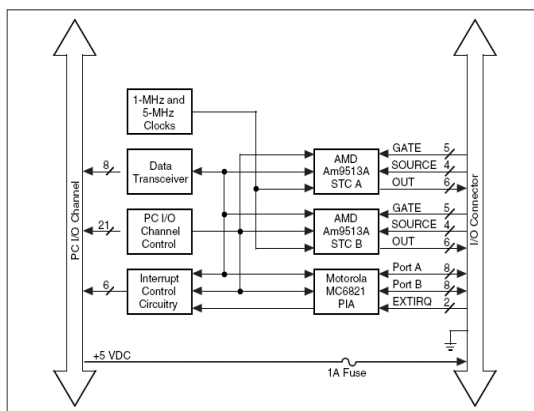 PC I/O Channel
1-MHz and
5-MHz
Clocks
8
Data
Transceiver
21
PC I/O
Channel
Control
6
Interrupt
Control
Circuitry
AMD
Am9513A
STC A
AMD
Am9513A
STC B
Motorola
MC6821
PIA
GATE 5
SOURCE 4
OUT 6
GATE 5
SOURCE 4
OUT 6
Port A 8
Port B 8
EXTIRQ 2
I/O Connector
+5 VDC
1A Fuse